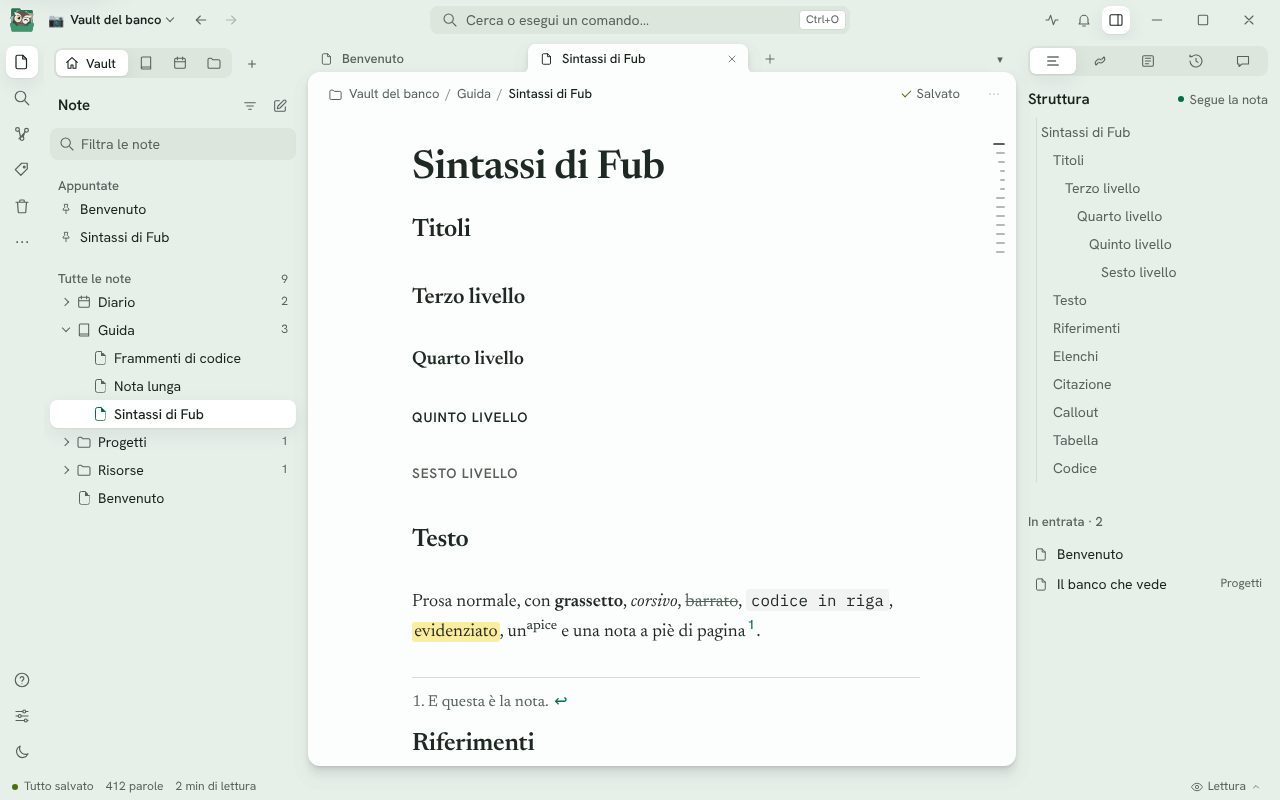 Vault del banco
Cerca o esegui un comando…
Ctrl+O
Vault
Benvenuto
Sintassi di Fub
Note
Filtra le note
Appuntate
Benvenuto
Sintassi di Fub
Tutte le note 9
Diario 2
Guida 3
Frammenti di codice
Nota lunga
Sintassi di Fub
Progetti 1
Risorse 1
Benvenuto
Vault del banco / Guida / Sintassi di Fub
Salvato
Sintassi di Fub
Titoli
Terzo livello
Quarto livello
QUINTO LIVELLO
SESTO LIVELLO
Testo
Prosa normale, con grassetto, corsivo, barrato, codice in riga,
evidenziato, unapice e una nota a piè di pagina1.
1. E questa è la nota. ↩
Riferimenti
Struttura
Segue la nota
Sintassi di Fub
Titoli
Terzo livello
Quarto livello
Quinto livello
Sesto livello
Testo
Riferimenti
Elenchi
Citazione
Callout
Tabella
Codice
In entrata · 2
Benvenuto
Il banco che vede Progetti
Tutto salvato 412 parole 2 min di lettura
Lettura